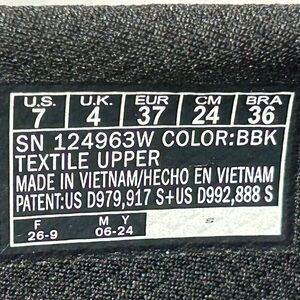 U.S. U.K. EUR CM BRA
7 4 37 24 36
SN 124963W COLOR:BBK
TEXTILE UPPER
MADE IN VIETNAM/HECHO EN VIETNAM
PATENT:US D979,917 S+US D992,888 S
F M Y S
26-9 06-24